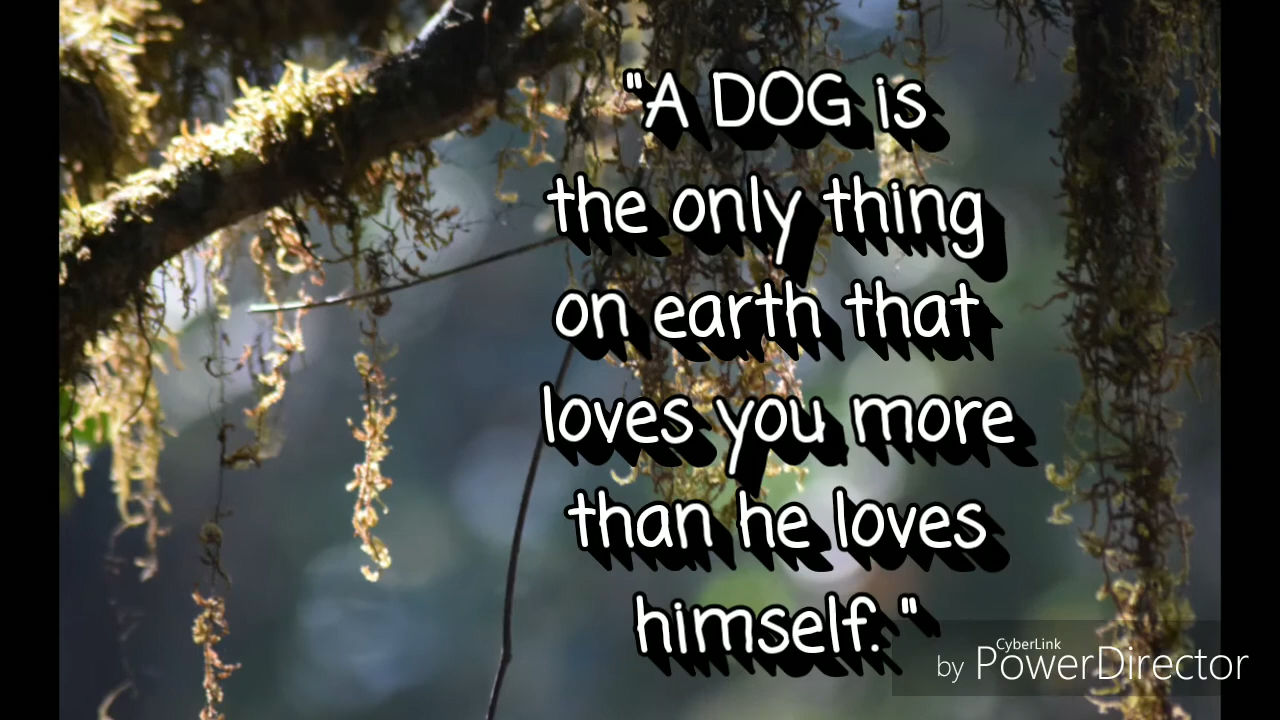 "A DOG is
the only thing
on earth that
loves you more
than he loves
himself."
by CyberLink PowerDirector